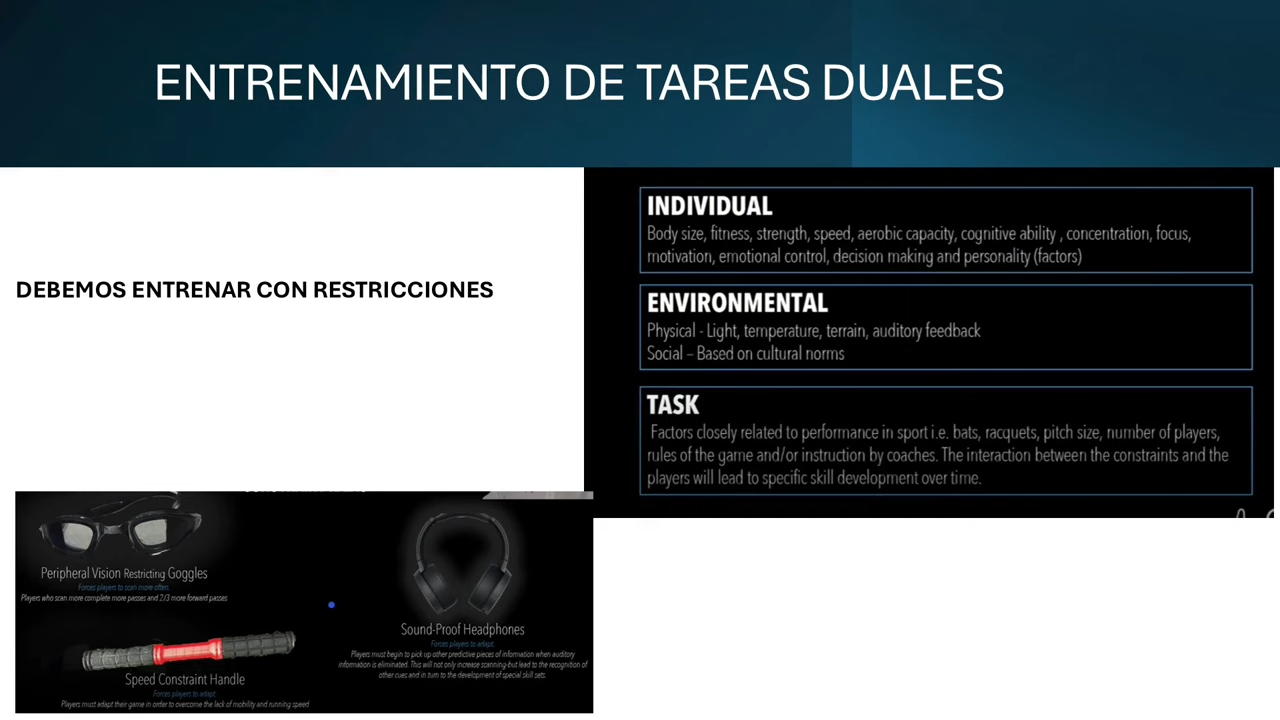 ENTRENAMIENTO DE TAREAS DUALES
DEBEMOS ENTRENAR CON RESTRICCIONES
INDIVIDUAL
Body size, fitness, strength, speed, aerobic capacity, cognitive ability , concentration, focus,
motivation, emotional control, decision making and personality (factors)
ENVIRONMENTAL
Physical - Light, temperature, terrain, auditory feedback
Social – Based on cultural norms
TASK
Factors closely related to performance in sport i.e. bats, racquets, pitch size, number of players,
rules of the game and/or instruction by coaches. The interaction between the constraints and the
players will lead to specific skill development over time.
Peripheral Vision Restricting Goggles
Forces players to scan more often.
Players who scan more complete more passes and 2/3 more forward passes
Speed Constraint Handle
Forces players to adapt.
Players must adapt their game in order to overcome the lack of mobility and running speed
Sound-Proof Headphones
Forces players to adapt.
Players must begin to pick up other predictive pieces of information when auditory
information is eliminated. This will not only increase scanning but lead to the recognition of
other cues and in turn to the development of special skill sets.